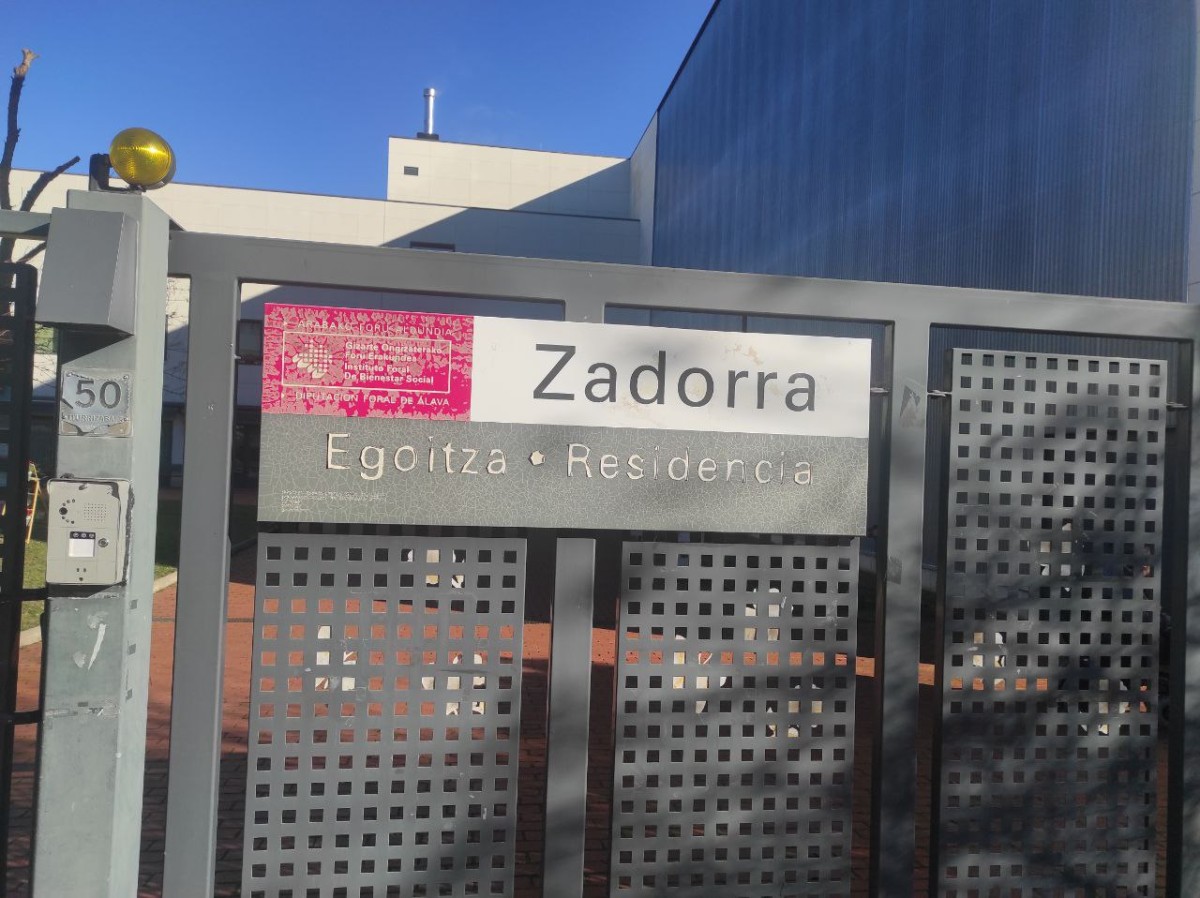 ARABAKO FORU ALDUNDIA
Gizarte Ongizaterako
Foru Erakundea
Instituto Foral
De Bienestar Social
DIPUTACIÓN FORAL DE ÁLAVA
Zadorra
Egoitza • Residencia
50